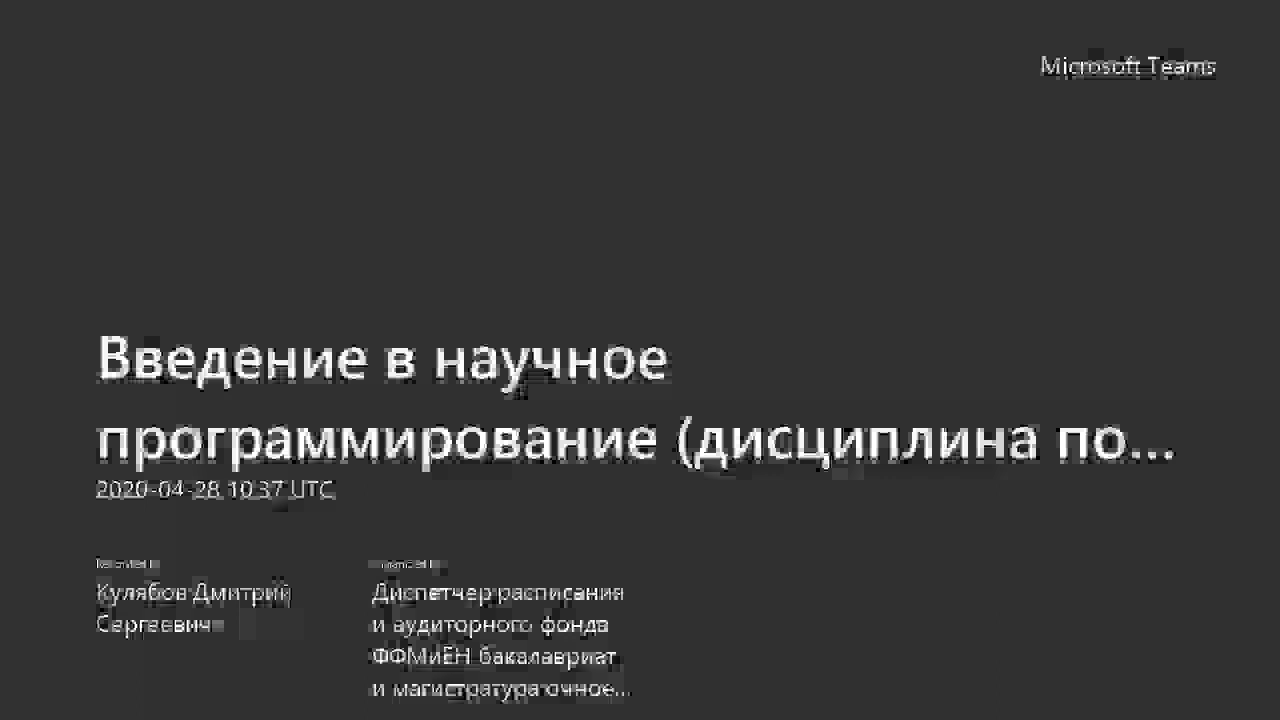 Microsoft Teams
Введение в научное
программирование (дисциплина по...
2020-04-28 10:37 UTC
Кулябов Дмитрий
Сергеевич
Диспетчер расписания
и аудиторного фонда
ФФМиЕН бакалавриат
и магистратура очное...